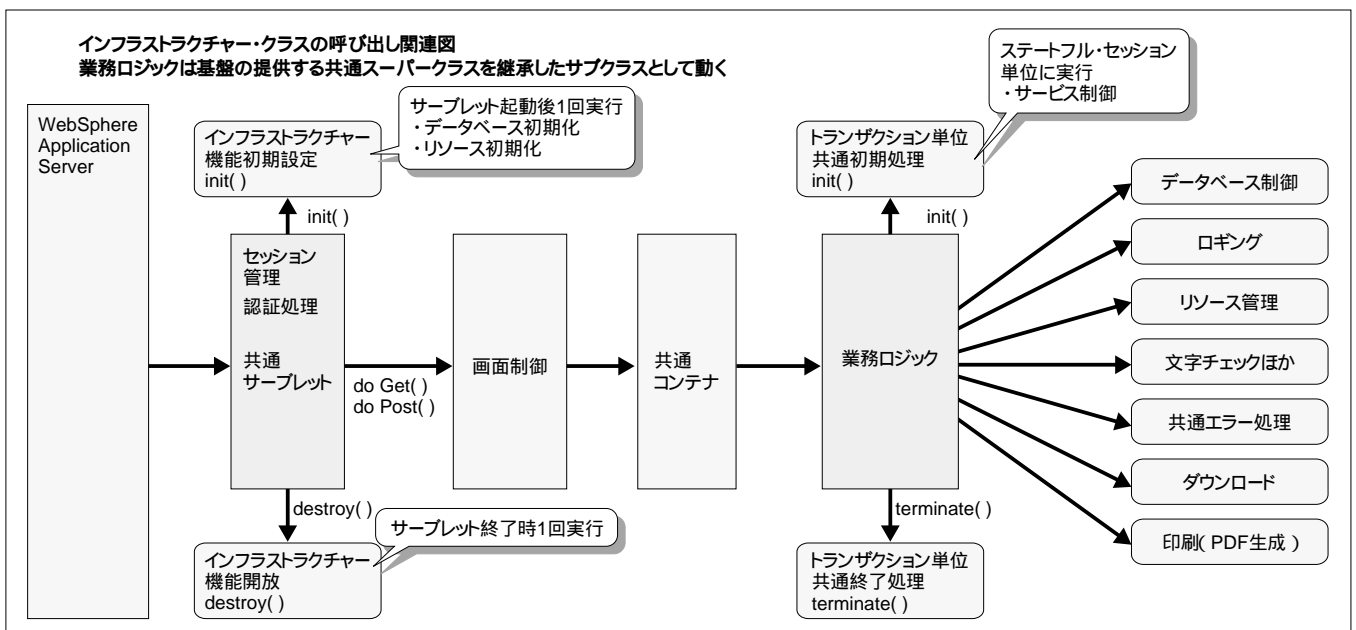 インフラストラクチャー・クラスの呼び出し関連図
業務ロジックは基盤の提供する共通スーパークラスを継承したサブクラスとして動く
WebSphere
Application
Server
インフラストラクチャー
機能初期設定
init( )
サーブレット起動後1回実行
・データベース初期化
・リソース初期化
init( )
セッション
管理
認証処理
共通
サーブレット
do Get( )
do Post( )
destroy( )
サーブレット終了時1回実行
インフラストラクチャー
機能開放
destroy( )
画面制御
共通
コンテナ
ステートフル・セッション
単位に実行
・サービス制御
トランザクション単位
共通初期処理
init( )
init( )
業務ロジック
terminate( )
トランザクション単位
共通終了処理
terminate( )
データベース制御
ロギング
リソース管理
文字チェックほか
共通エラー処理
ダウンロード
印刷( PDF生成 )